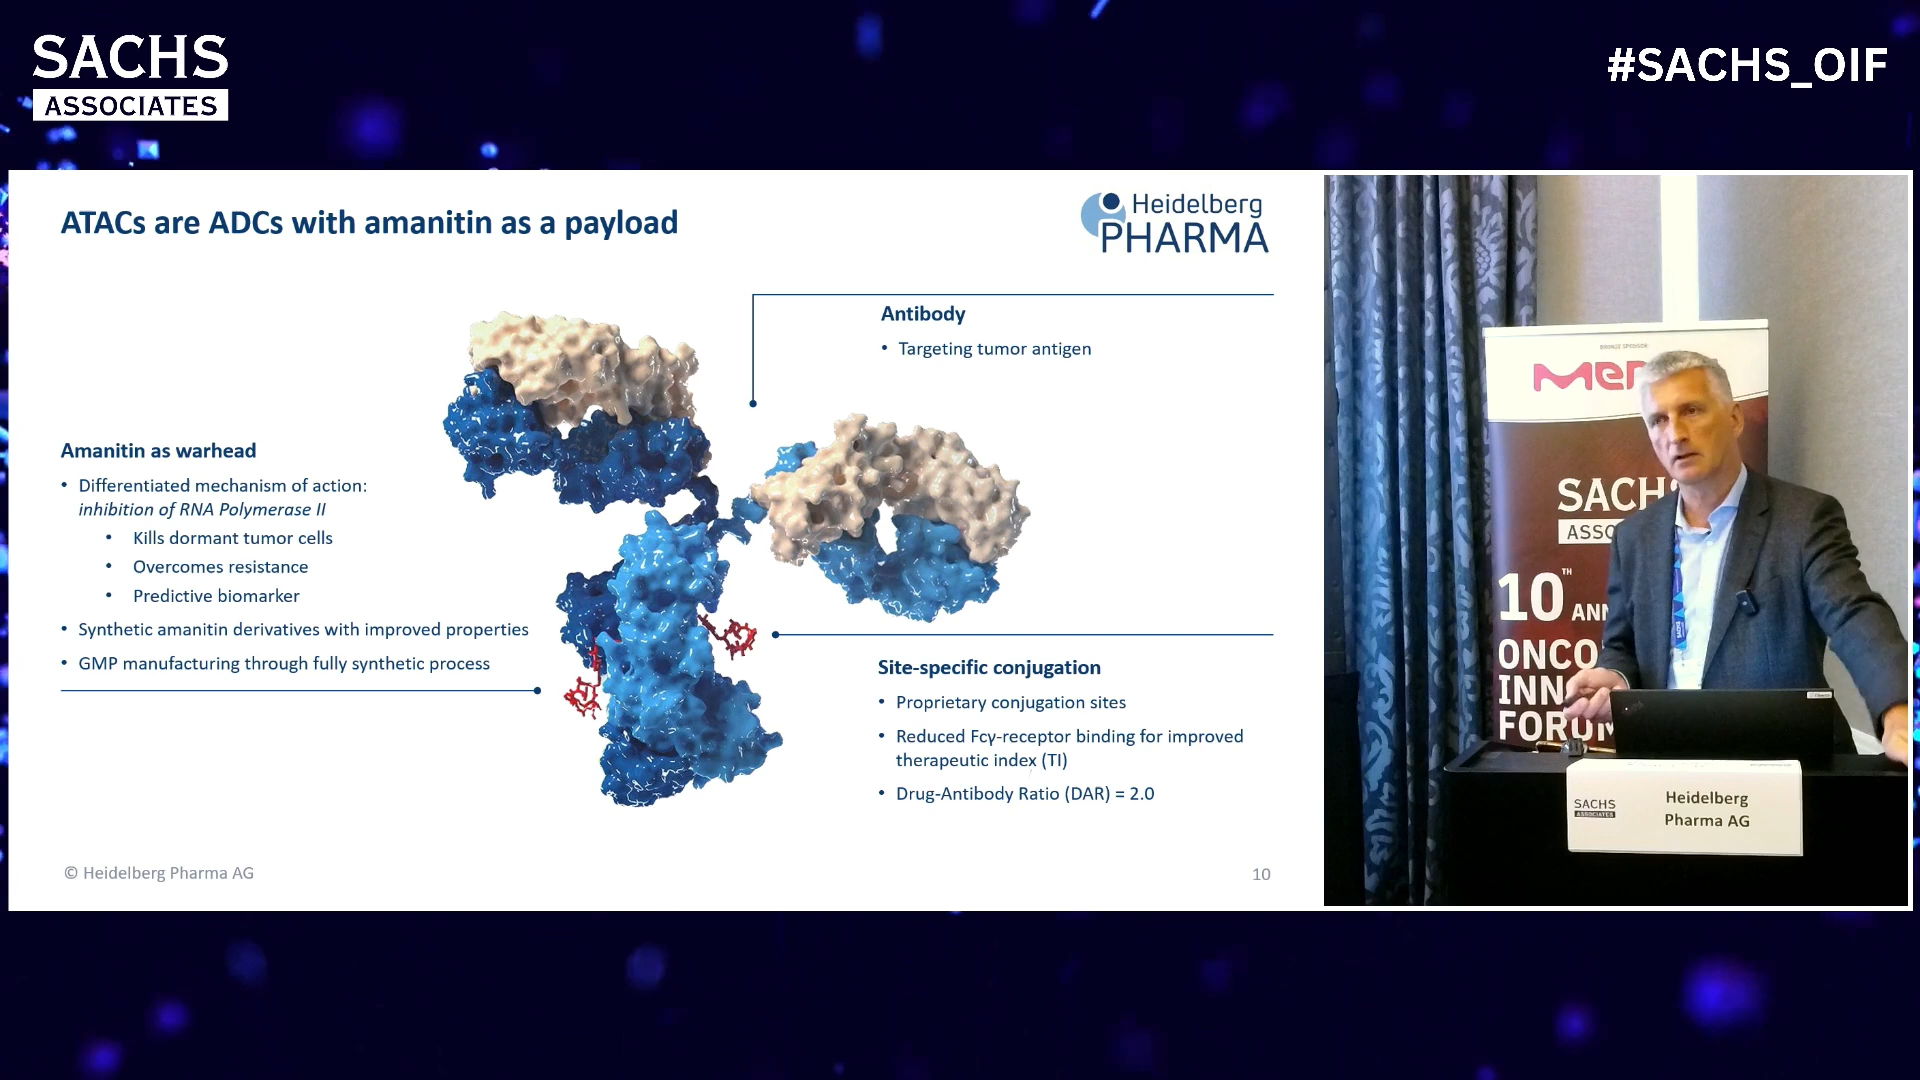 SACHS
ASSOCIATES
#SACHS_OIF
ATACs are ADCs with amanitin as a payload
Heidelberg
PHARMA
Antibody
• Targeting tumor antigen
Amanitin as warhead
• Differentiated mechanism of action:
inhibition of RNA Polymerase II
• Kills dormant tumor cells
• Overcomes resistance
• Predictive biomarker
• Synthetic amanitin derivatives with improved properties
• GMP manufacturing through fully synthetic process
Site-specific conjugation
• Proprietary conjugation sites
• Reduced Fcγ-receptor binding for improved
therapeutic index (TI)
• Drug-Antibody Ratio (DAR) = 2.0
© Heidelberg Pharma AG
10
SACHS
10TH
FORUM
SACHS
ASSOCIATES
Heidelberg
Pharma AG